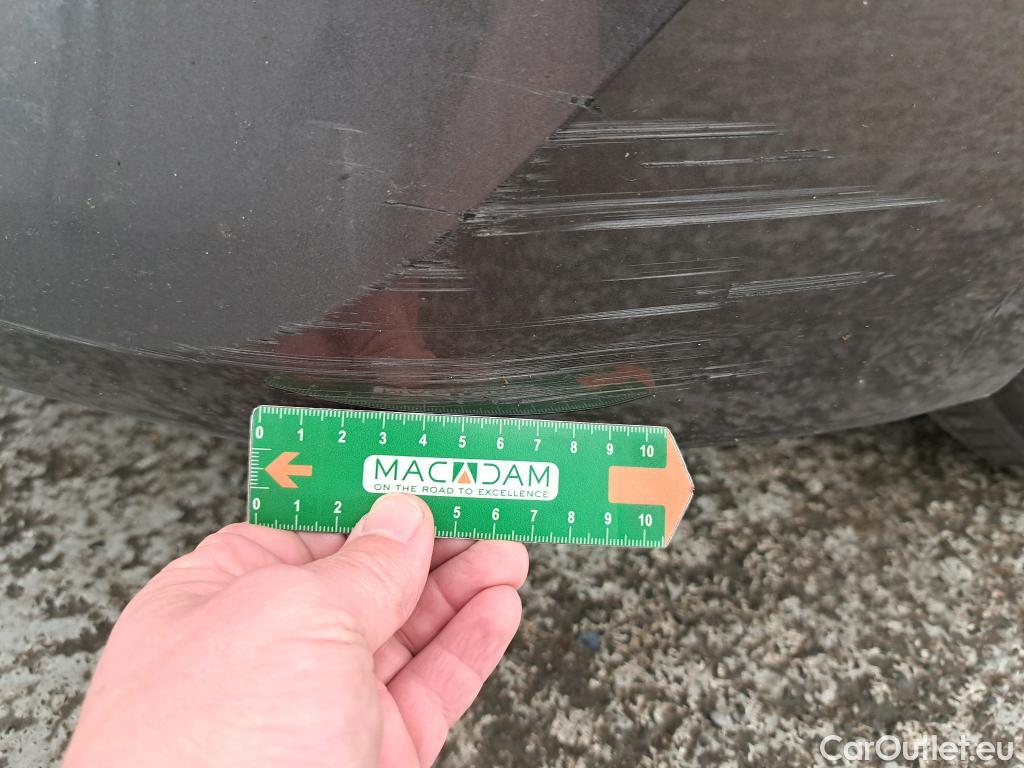 0 1 2 3 4 5 6 7 8 9 10
MACADAM
ON THE ROAD TO EXCELLENCE
0 1 2 5 6 7 8 9 10
CarOutlet.eu